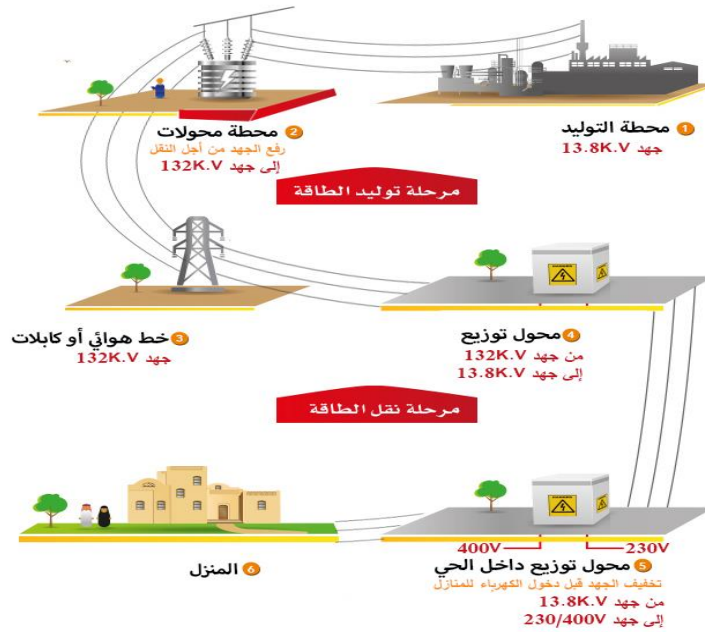 1 محطة التوليد
جهد 13.8K.V
2 محطة محولات
رفع الجهد من أجل النقل
إلى جهد 132K.V
مرحلة توليد الطاقة
3 خط هوائي أو كابلات
جهد 132K.V
4 محول توزيع
من جهد 132K.V
إلى جهد 13.8K.V
مرحلة نقل الطاقة
400V
230V
5 محول توزيع داخل الحي
تخفيف الجهد قبل دخول الكهرباء للمنازل
من جهد 13.8K.V
إلى جهد 230/400V
6 المنزل